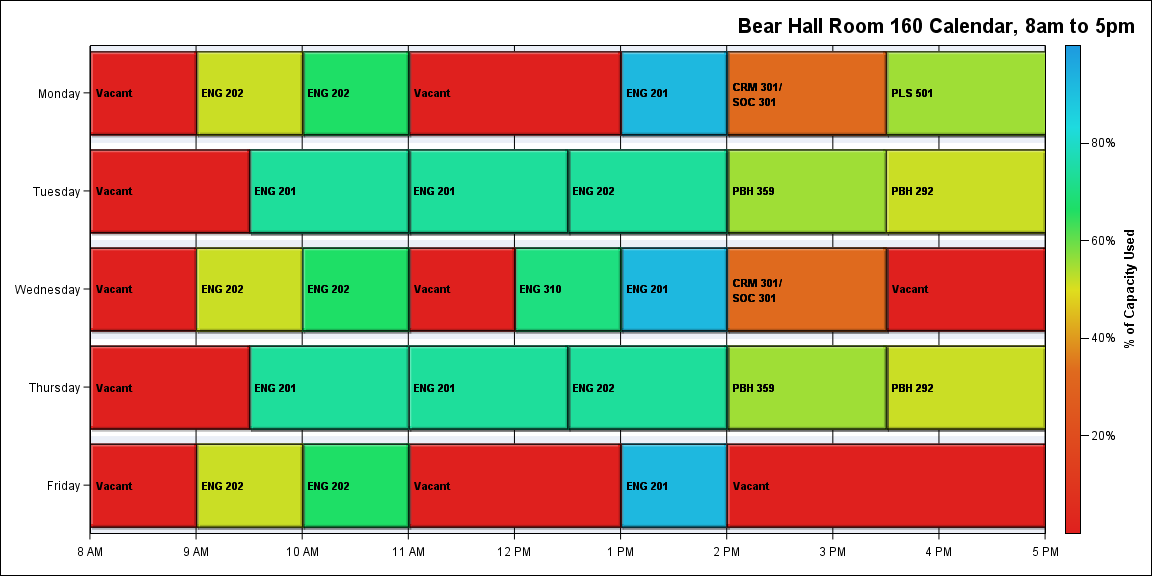 Bear Hall Room 160 Calendar, 8am to 5pm
Monday
Vacant
ENG 202
ENG 202
Vacant
ENG 201
CRM 301/
SOC 301
PLS 501
Tuesday
Vacant
ENG 201
ENG 201
ENG 202
PBH 359
PBH 292
Wednesday
Vacant
ENG 202
ENG 202
Vacant
ENG 310
ENG 201
CRM 301/
SOC 301
Vacant
Thursday
Vacant
ENG 201
ENG 201
ENG 202
PBH 359
PBH 292
Friday
Vacant
ENG 202
ENG 202
Vacant
ENG 201
Vacant
8 AM
9 AM
10 AM
11 AM
12 PM
1 PM
2 PM
3 PM
4 PM
5 PM
80%
60%
40%
20%
% of Capacity Used